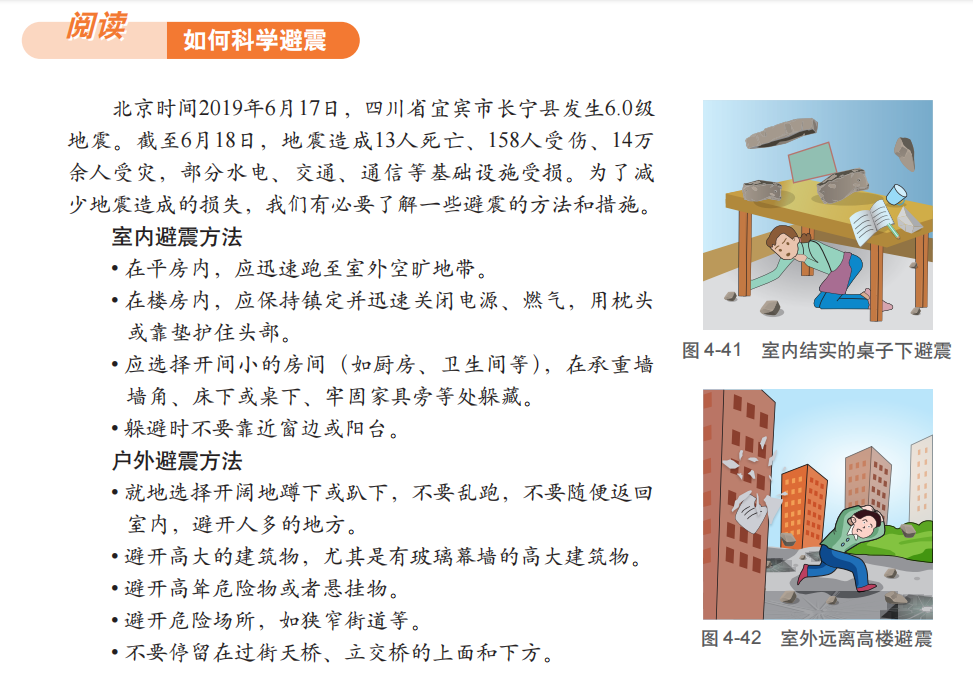 阅读
如何科学避震
北京时间2019年6月17日，四川省宜宾市长宁县发生6.0级
地震。截至6月18日，地震造成13人死亡、158人受伤、14万
余人受灾，部分水电、交通、通信等基础设施受损。为了减
少地震造成的损失，我们有必要了解一些避震的方法和措施。
室内避震方法
•在平房内，应迅速跑至室外空旷地带。
•在楼房内，应保持镇定并迅速关闭电源、燃气，用枕头
或靠垫护住头部。
•应选择开间小的房间（如厨房、卫生间等），在承重墙
墙角、床下或桌下、牢固家具旁等处躲藏。
•躲避时不要靠近窗边或阳台。
户外避震方法
•就地选择开阔地蹲下或趴下，不要乱跑，不要随便返回
室内，避开人多的地方。
•避开高大的建筑物，尤其是有玻璃幕墙的高大建筑物。
•避开高耸危险物或者悬挂物。
•避开危险场所，如狭窄街道等。
•不要停留在过街天桥、立交桥的上面和下方。
图4-41 室内结实的桌子下避震
图4-42 室外远离高楼避震